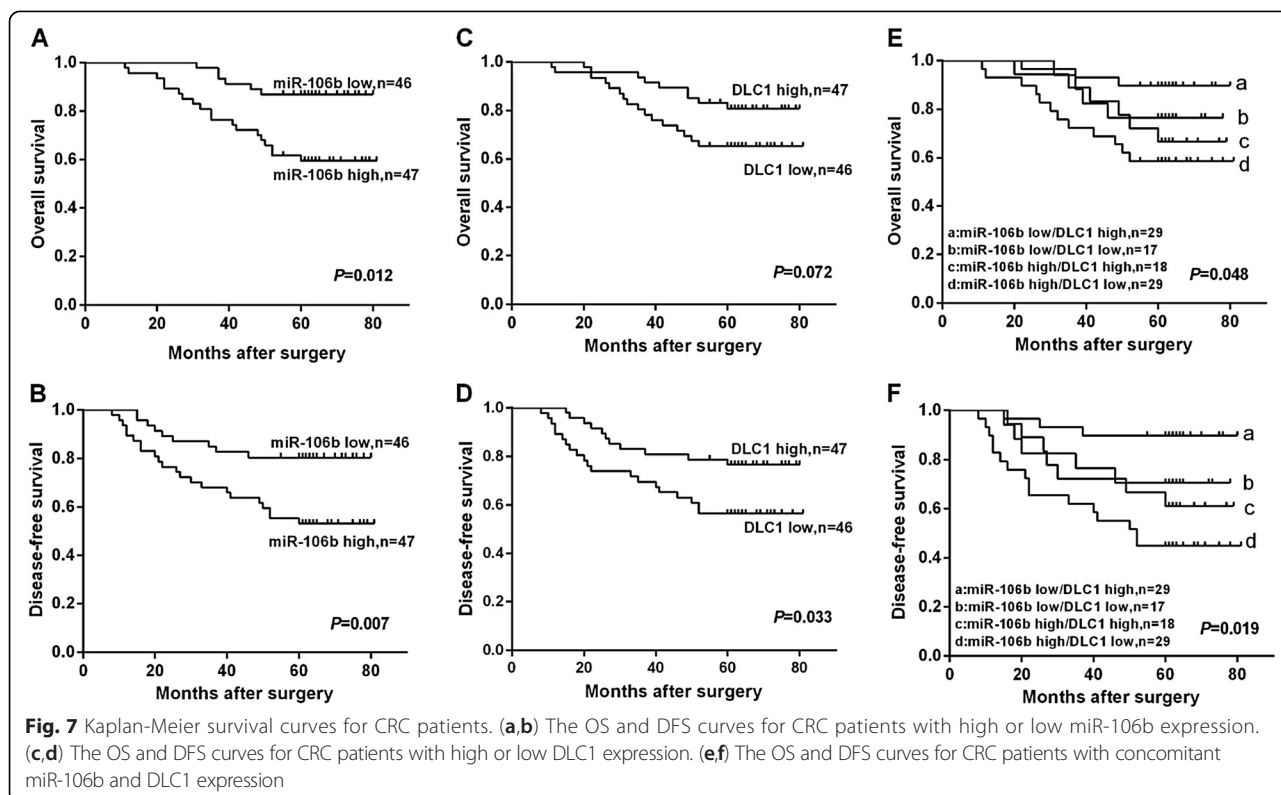 A
Overall survival
1.0
0.8
0.6
0.4
0.2
0.0
miR-106b low,n=46
miR-106b high,n=47
P=0.012
0 20 40 60 80
Months after surgery
C
Overall survival
1.0
0.8
0.6
0.4
0.2
0.0
DLC1 high,n=47
DLC1 low,n=46
P=0.072
0 20 40 60 80
Months after surgery
E
Overall survival
1.0
0.8
0.6
0.4
0.2
0.0
a
b
c
d
a:miR-106b low/DLC1 high,n=29
b:miR-106b low/DLC1 low,n=17
c:miR-106b high/DLC1 high,n=18
d:miR-106b high/DLC1 low,n=29
P=0.048
0 20 40 60 80
Months after surgery
B
Disease-free survival
1.0
0.8
0.6
0.4
0.2
0.0
miR-106b low,n=46
miR-106b high,n=47
P=0.007
0 20 40 60 80
Months after surgery
D
Disease-free survival
1.0
0.8
0.6
0.4
0.2
0.0
DLC1 high,n=47
DLC1 low,n=46
P=0.033
0 20 40 60 80
Months after surgery
F
Disease-free survival
1.0
0.8
0.6
0.4
0.2
0.0
a
b
c
d
a:miR-106b low/DLC1 high,n=29
b:miR-106b low/DLC1 low,n=17
c:miR-106b high/DLC1 high,n=18
d:miR-106b high/DLC1 low,n=29
P=0.019
0 20 40 60 80
Months after surgery
Fig. 7 Kaplan-Meier survival curves for CRC patients. (a,b) The OS and DFS curves for CRC patients with high or low miR-106b expression.
(c,d) The OS and DFS curves for CRC patients with high or low DLC1 expression. (e,f) The OS and DFS curves for CRC patients with concomitant
miR-106b and DLC1 expression